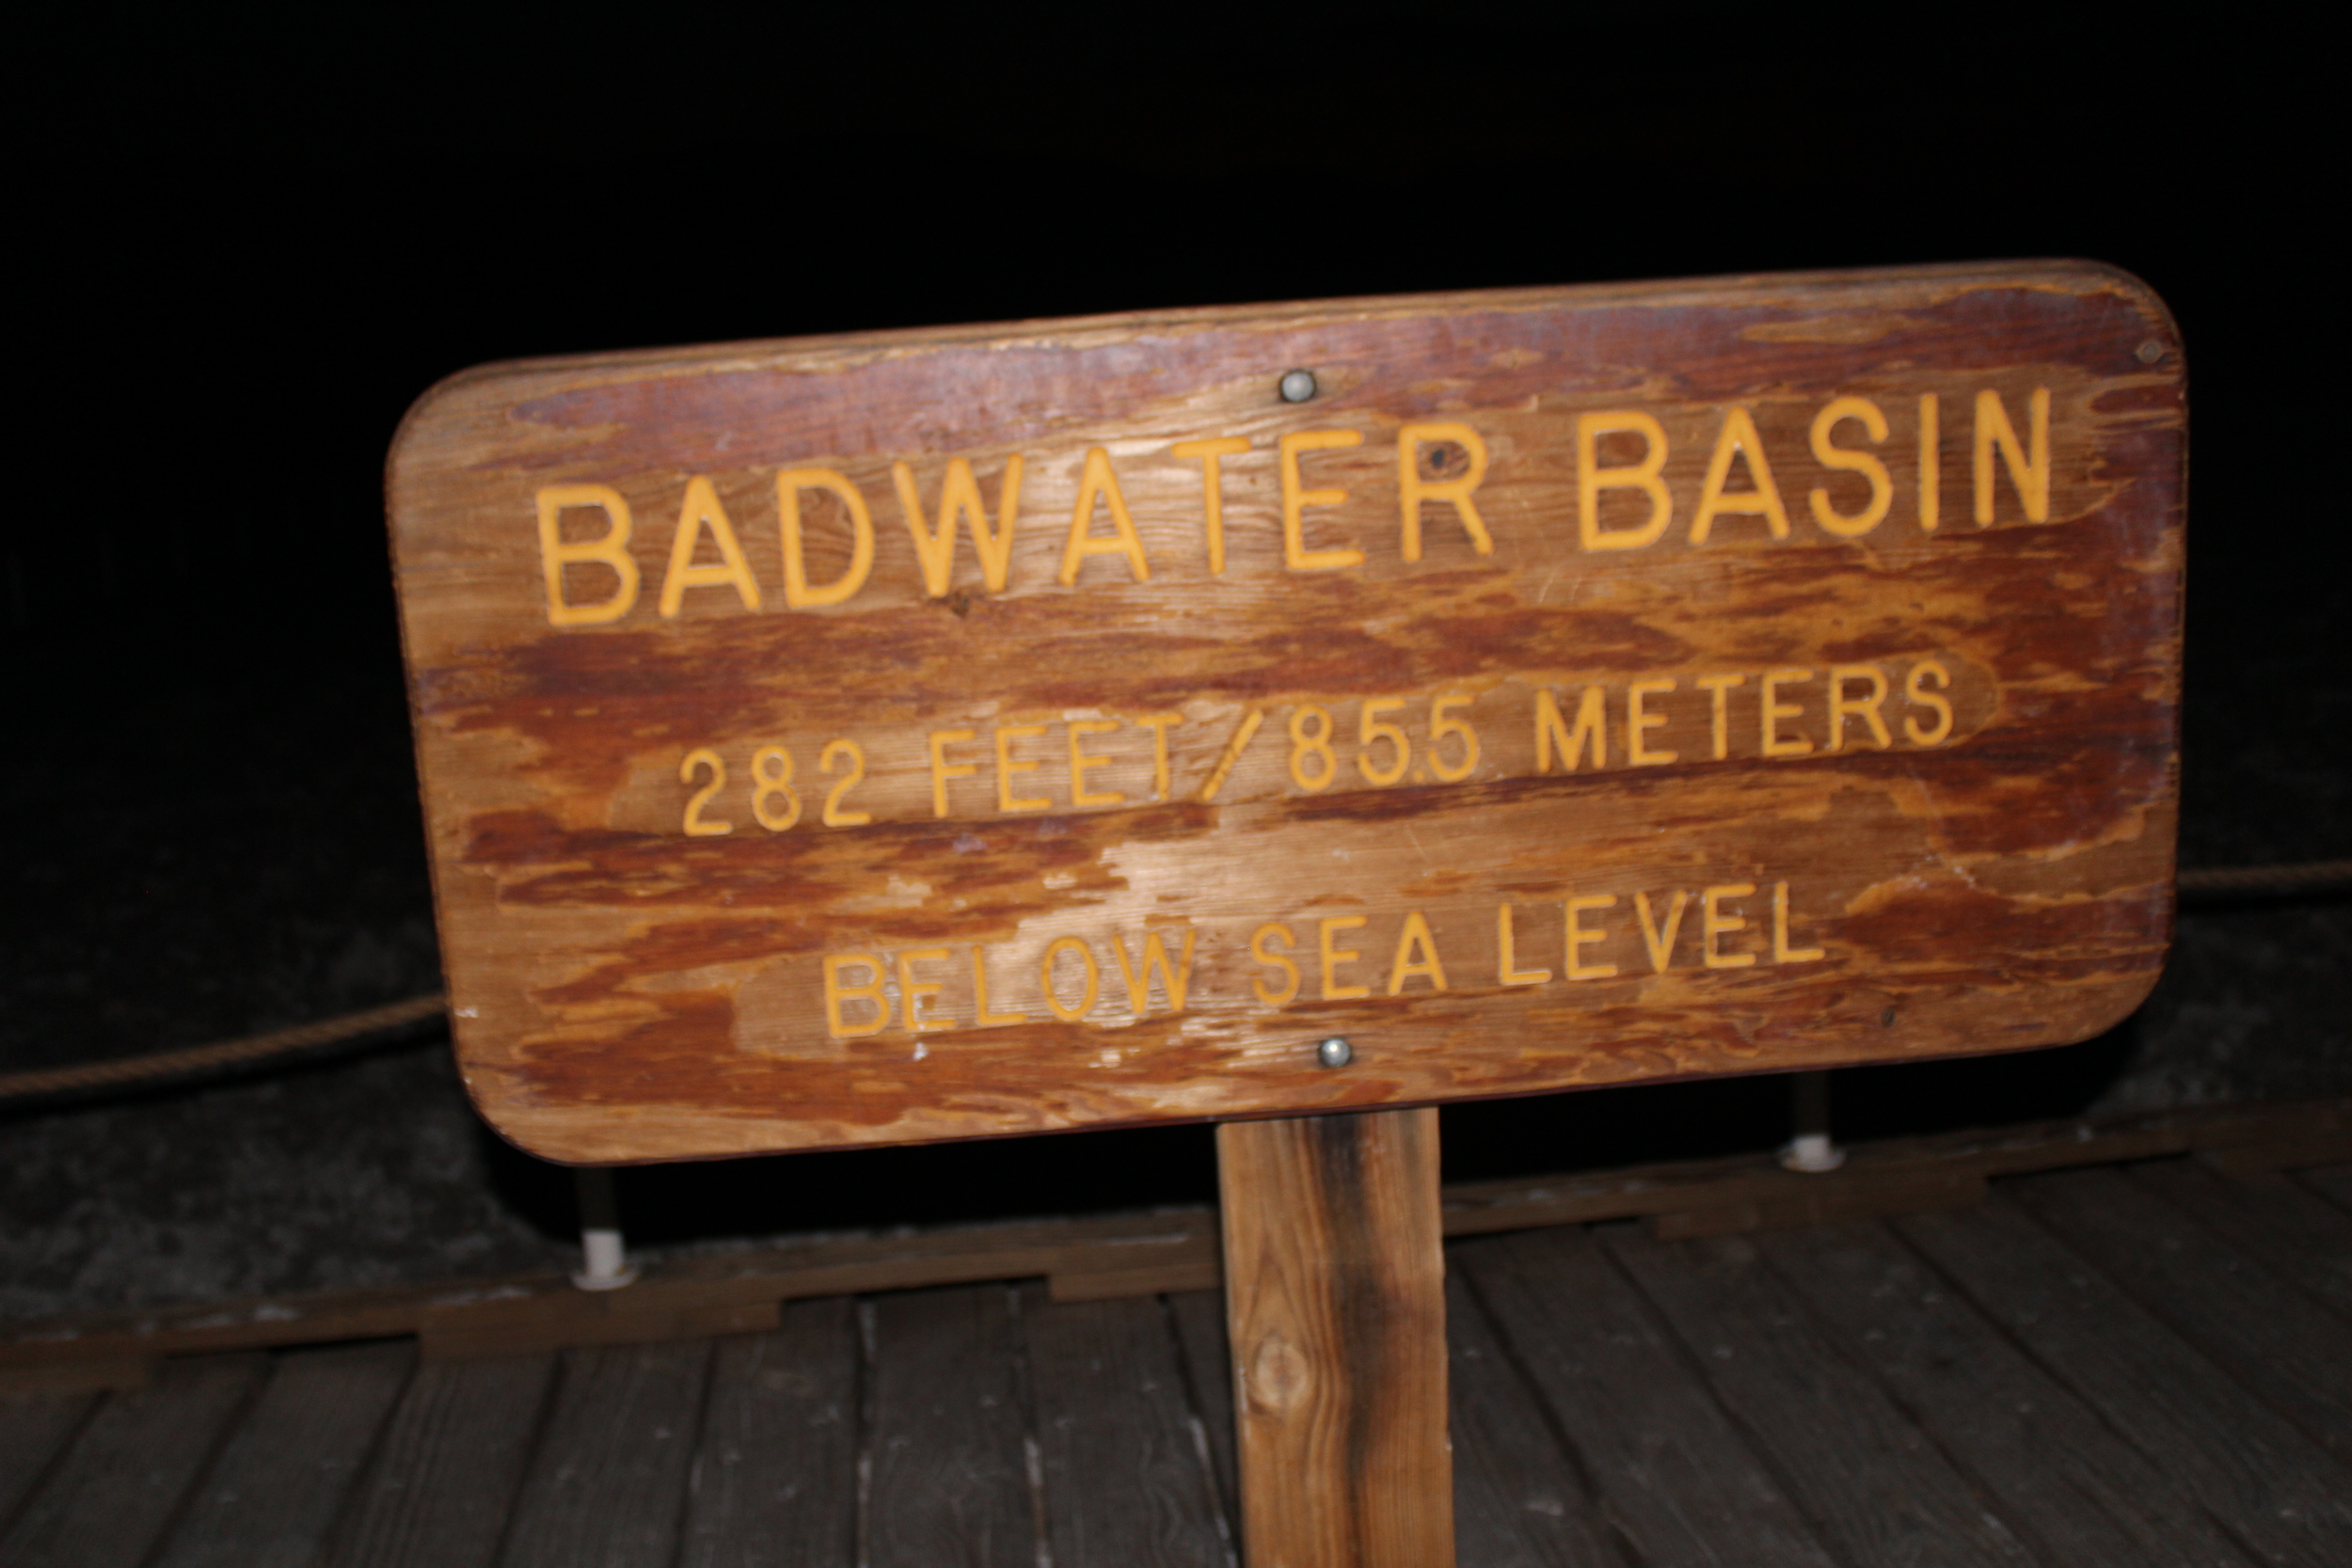 BADWATER BASIN
282 FEET/85.5 METERS
BELOW SEA LEVEL